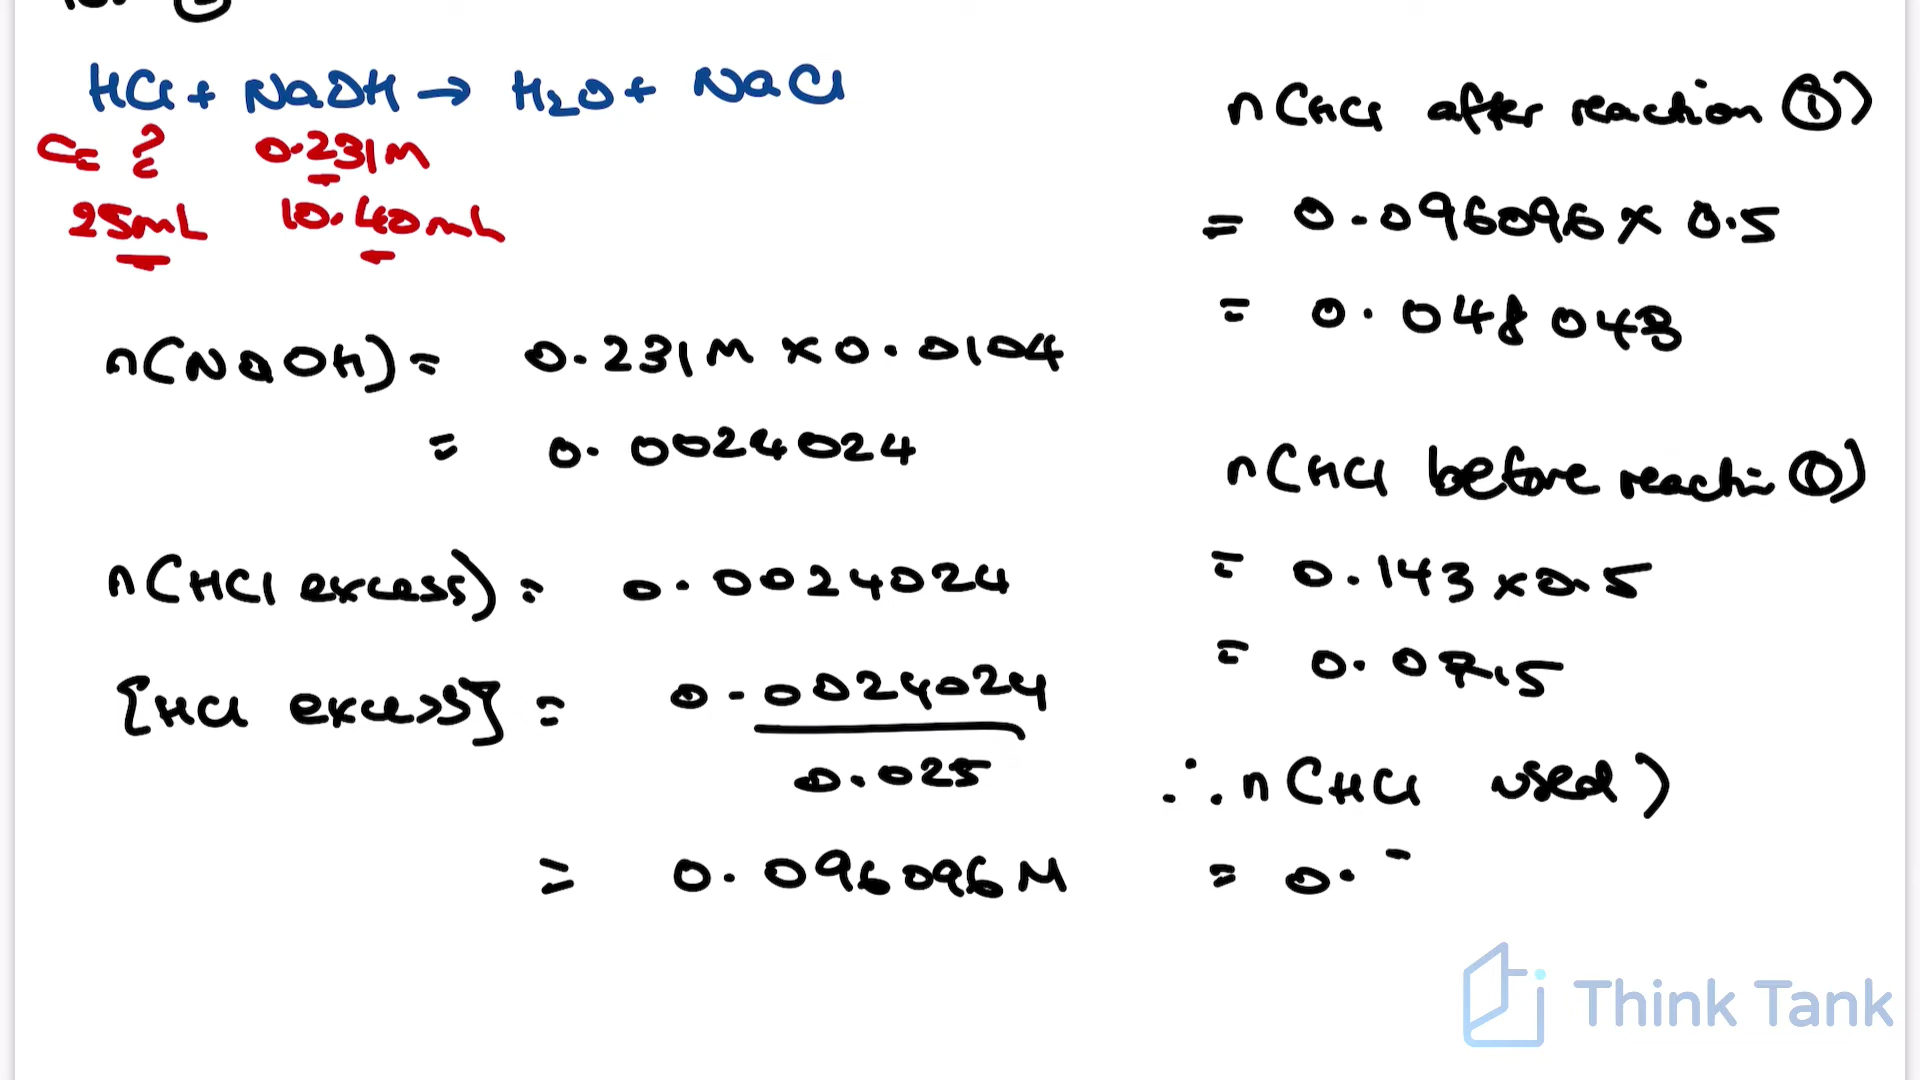 HCl + NaOH → H₂O + NaCl
C= ? 0.231M
25mL 10.40mL
n(NaOH) = 0.231M × 0.0104
= 0.0024024
n(HCl excess) = 0.0024024
[HCl excess] = 0.0024024
0.025
= 0.096096M
n(HCl after reaction ①)
= 0.096096 × 0.5
= 0.048048
n(HCl before reactin ①)
= 0.143 × 0.5
= 0.0715
∴ n(HCl used)
= 0.
Think Tank